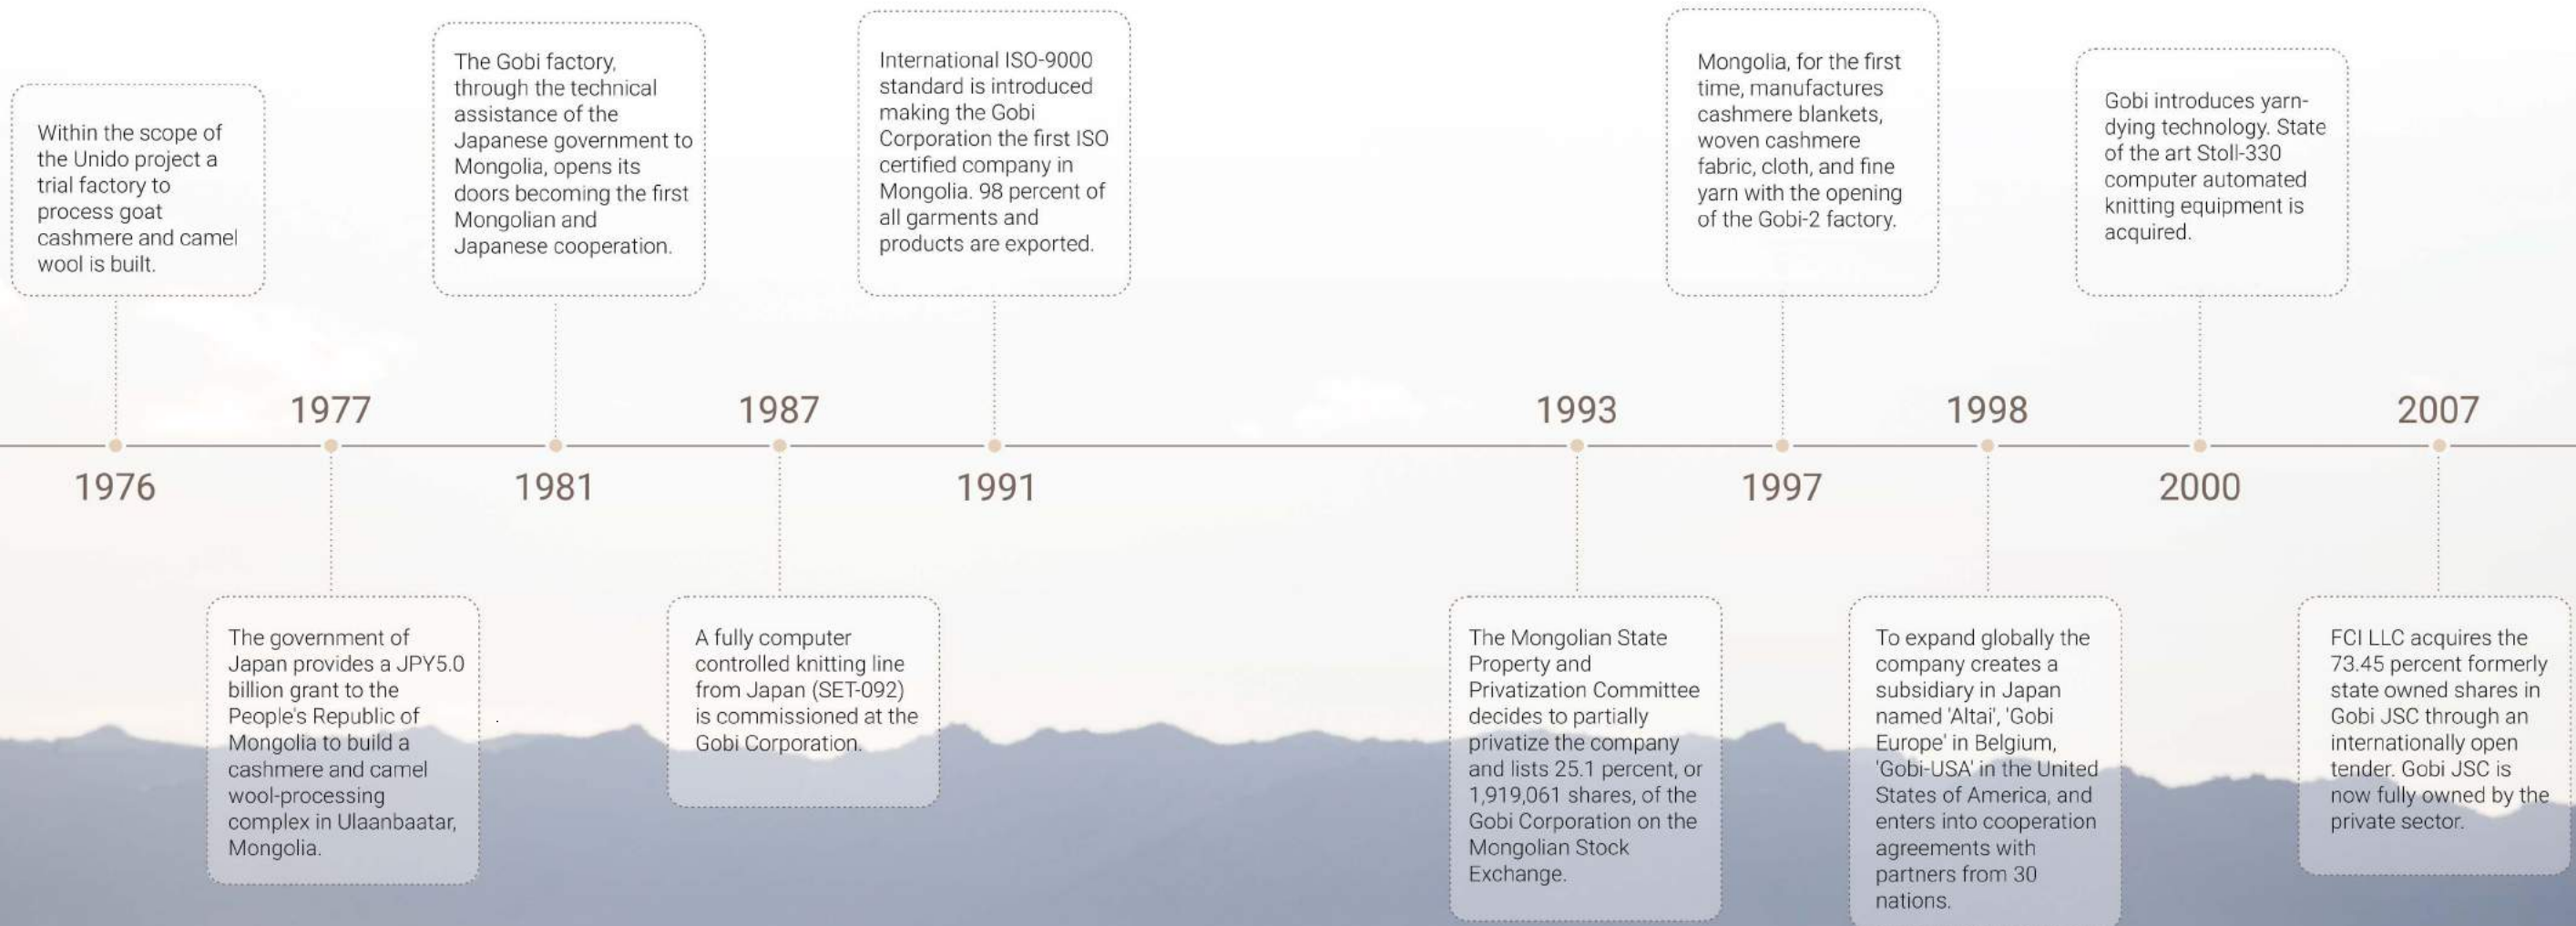 Within the scope of
the Unido project a
trial factory to
process goat
cashmere and camel
wool is built.
1976
1977
The government of
Japan provides a JPY5.0
billion grant to the
People's Republic of
Mongolia to build a
cashmere and camel
wool-processing
complex in Ulaanbaatar,
Mongolia.
The Gobi factory,
through the technical
assistance of the
Japanese government to
Mongolia, opens its
doors becoming the first
Mongolian and
Japanese cooperation.
1981
1987
A fully computer
controlled knitting line
from Japan (SET-092)
is commissioned at the
Gobi Corporation.
International ISO-9000
standard is introduced
making the Gobi
Corporation the first ISO
certified company in
Mongolia. 98 percent of
all garments and
products are exported.
1991
1993
The Mongolian State
Property and
Privatization Committee
decides to partially
privatize the company
and lists 25.1 percent, or
1,919,061 shares, of the
Gobi Corporation on the
Mongolian Stock
Exchange.
Mongolia, for the first
time, manufactures
cashmere blankets,
woven cashmere
fabric, cloth, and fine
yarn with the opening
of the Gobi-2 factory.
1997
1998
To expand globally the
company creates a
subsidiary in Japan
named 'Altai', 'Gobi
Europe' in Belgium,
'Gobi-USA' in the United
States of America, and
enters into cooperation
agreements with
partners from 30
nations.
Gobi introduces yarn-
dying technology. State
of the art Stoll-330
computer automated
knitting equipment is
acquired.
2000
2007
FCI LLC acquires the
73.45 percent formerly
state owned shares in
Gobi JSC through an
internationally open
tender. Gobi JSC is
now fully owned by the
private sector.